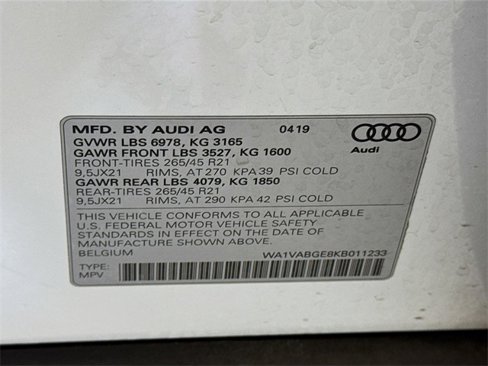 MFD. BY AUDI AG 0419
GVWR LBS 6978, KG 3165
GAWR FRONT LBS 3527, KG 1600
FRONT-TIRES 265/45 R21
9,5JX21 RIMS, AT 270 KPA 39 PSI COLD
GAWR REAR LBS 4079, KG 1850
REAR-TIRES 265/45 R21
9,5JX21 RIMS, AT 290 KPA 42 PSI COLD
Audi
THIS VEHICLE CONFORMS TO ALL APPLICABLE
U.S. FEDERAL MOTOR VEHICLE SAFETY
STANDARDS IN EFFECT ON THE DATE OF
MANUFACTURE SHOWN ABOVE.
BELGIUM WA1VABGE8KB011233
TYPE:
MPV